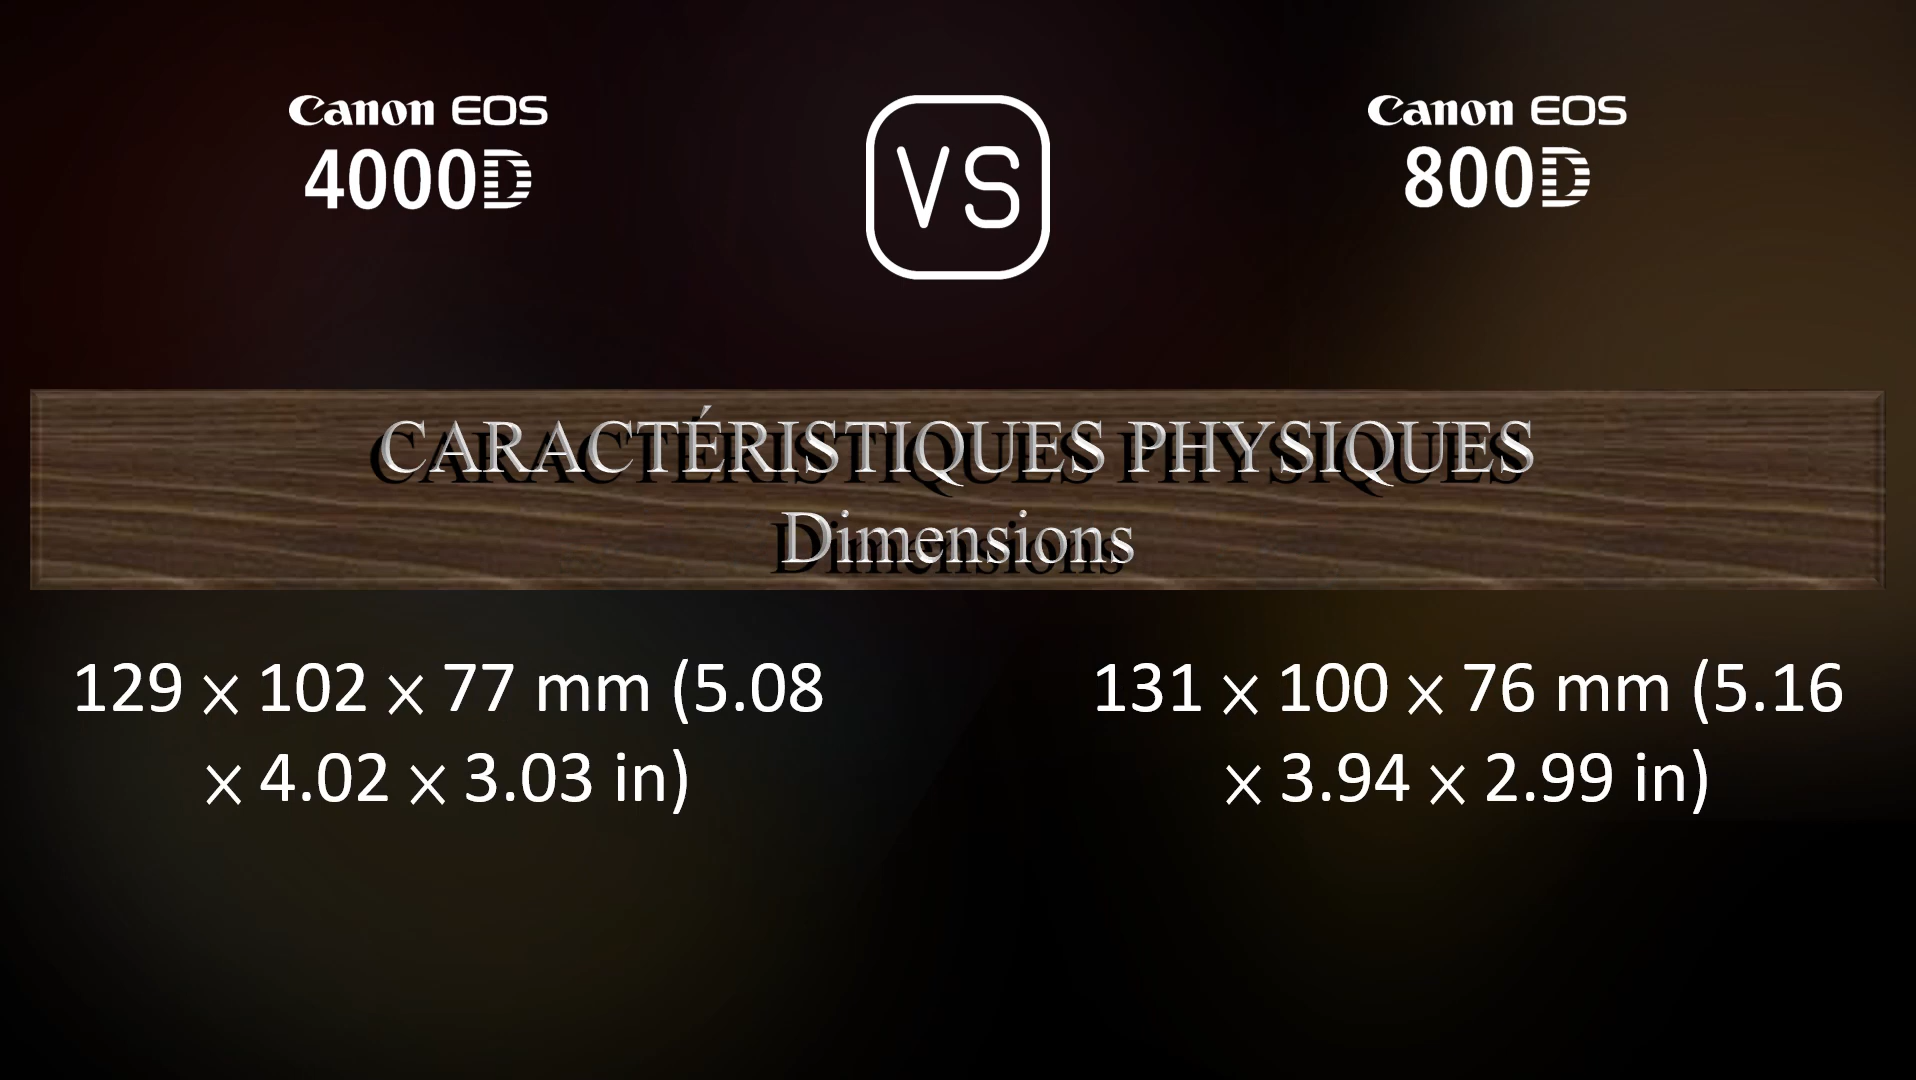 Canon EOS
4000D
VS
Canon EOS
800D
CARACTÉRISTIQUES PHYSIQUES
Dimensions
129 x 102 x 77 mm (5.08
x 4.02 x 3.03 in)
131 x 100 x 76 mm (5.16
x 3.94 x 2.99 in)